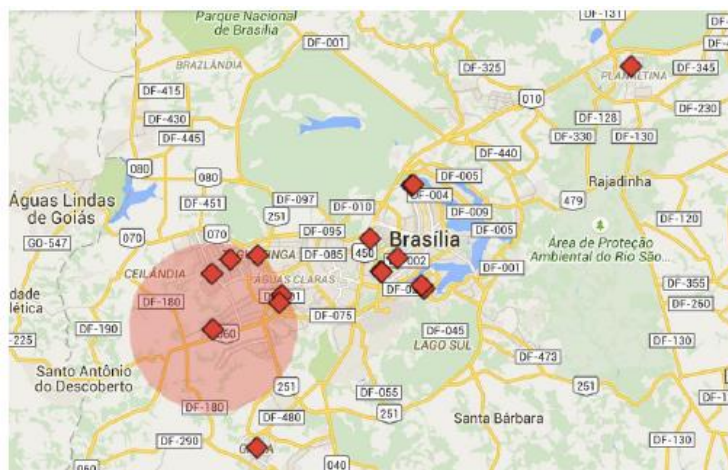 Parque Nacional
de Brasília
DF-131
DF-001
DF-345
BRAZLÂNDIA
DF-325
PLANALTINA
DF-415
010
DF-230
DF-430
DF-128
DF-445
DF-330
DF-130
DF-440
080
080
DF-005
Rajadinha
DF-451
DF-004
Águas Lindas
de Goiás
DF-097
DF-010
479
251
DF-009
DF-120
GO-547
070
070
DF-095
DF-005
Brasília
Área de Proteção
Ambiental do Rio São...
450
DF-085
CEILÂNDIA
DF-001
ÁGUAS CLARAS
DF-355
DF-180
DF-260
DF-190
DF-075
DF-045
060
DF-130
LAGO SUL
DF-473
Santo Antônio
do Descoberto
251
DF-055
251
DF-180
DF-480
251
Santa Bárbara
DF-130
DF-290
DF-130
040
060